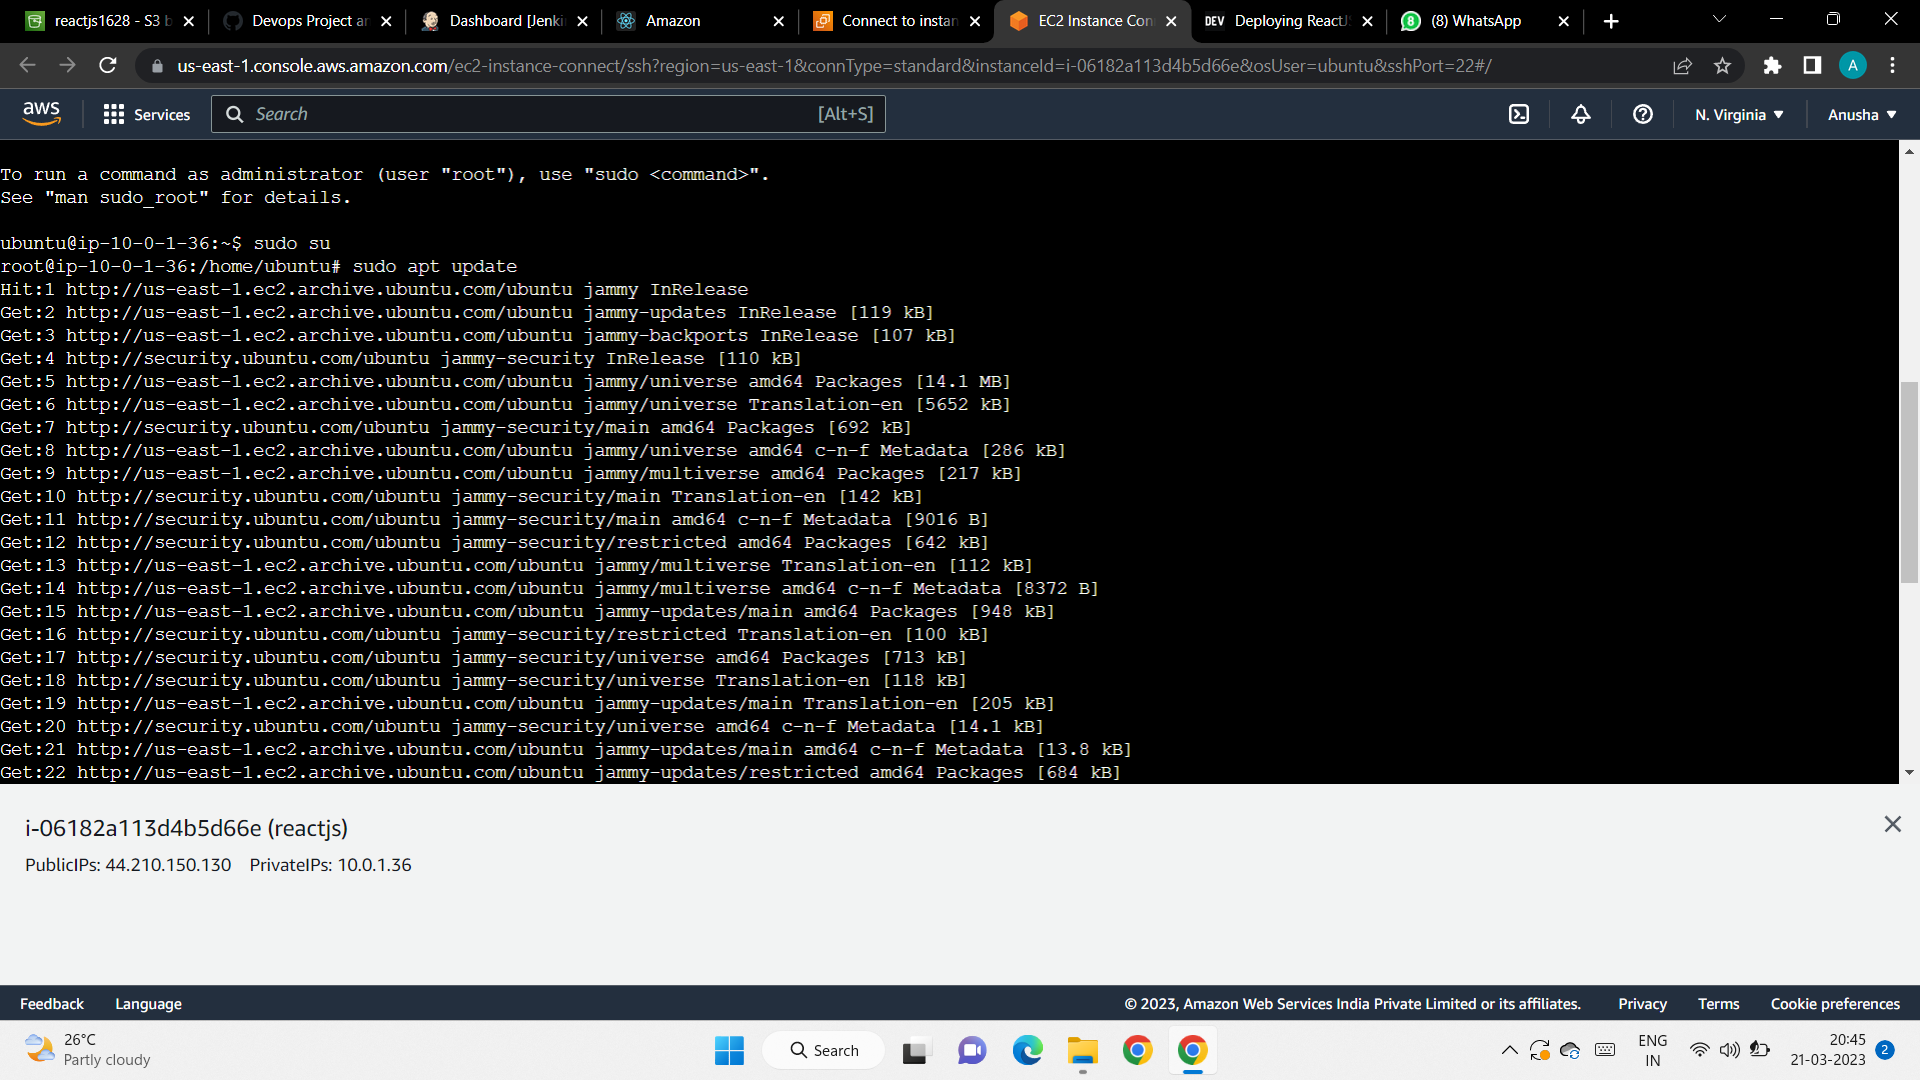 reactjs1628 - S3 b
Devops Project an
Dashboard [Jenki
Amazon
Connect to instan
EC2 Instance Con
DEV Deploying ReactJS
8 (8) WhatsApp
us-east-1.console.aws.amazon.com/ec2-instance-connect/ssh?region=us-east-1&connType=standard&instanceId=i-06182a113d4b5d66e&osUser=ubuntu&sshPort=22#/
A
aws
Services
Search
[Alt+S]
N. Virginia
Anusha
To run a command as administrator (user "root"), use "sudo <command>".
See "man sudo_root" for details.
ubuntu@ip-10-0-1-36:~$ sudo su
root@ip-10-0-1-36:/home/ubuntu# sudo apt update
Hit:1 http://us-east-1.ec2.archive.ubuntu.com/ubuntu jammy InRelease
Get:2 http://us-east-1.ec2.archive.ubuntu.com/ubuntu jammy-updates InRelease [119 kB]
Get:3 http://us-east-1.ec2.archive.ubuntu.com/ubuntu jammy-backports InRelease [107 kB]
Get:4 http://security.ubuntu.com/ubuntu jammy-security InRelease [110 kB]
Get:5 http://us-east-1.ec2.archive.ubuntu.com/ubuntu jammy/universe amd64 Packages [14.1 MB]
Get:6 http://us-east-1.ec2.archive.ubuntu.com/ubuntu jammy/universe Translation-en [5652 kB]
Get:7 http://security.ubuntu.com/ubuntu jammy-security/main amd64 Packages [692 kB]
Get:8 http://us-east-1.ec2.archive.ubuntu.com/ubuntu jammy/universe amd64 c-n-f Metadata [286 kB]
Get:9 http://us-east-1.ec2.archive.ubuntu.com/ubuntu jammy/multiverse amd64 Packages [217 kB]
Get:10 http://security.ubuntu.com/ubuntu jammy-security/main Translation-en [142 kB]
Get:11 http://security.ubuntu.com/ubuntu jammy-security/main amd64 c-n-f Metadata [9016 B]
Get:12 http://security.ubuntu.com/ubuntu jammy-security/restricted amd64 Packages [642 kB]
Get:13 http://us-east-1.ec2.archive.ubuntu.com/ubuntu jammy/multiverse Translation-en [112 kB]
Get:14 http://us-east-1.ec2.archive.ubuntu.com/ubuntu jammy/multiverse amd64 c-n-f Metadata [8372 B]
Get:15 http://us-east-1.ec2.archive.ubuntu.com/ubuntu jammy-updates/main amd64 Packages [948 kB]
Get:16 http://security.ubuntu.com/ubuntu jammy-security/restricted Translation-en [100 kB]
Get:17 http://security.ubuntu.com/ubuntu jammy-security/universe amd64 Packages [713 kB]
Get:18 http://security.ubuntu.com/ubuntu jammy-security/universe Translation-en [118 kB]
Get:19 http://us-east-1.ec2.archive.ubuntu.com/ubuntu jammy-updates/main Translation-en [205 kB]
Get:20 http://security.ubuntu.com/ubuntu jammy-security/universe amd64 c-n-f Metadata [14.1 kB]
Get:21 http://us-east-1.ec2.archive.ubuntu.com/ubuntu jammy-updates/main amd64 c-n-f Metadata [13.8 kB]
Get:22 http://us-east-1.ec2.archive.ubuntu.com/ubuntu jammy-updates/restricted amd64 Packages [684 kB]
i-06182a113d4b5d66e (reactjs)
PublicIPs: 44.210.150.130 PrivateIPs: 10.0.1.36
Feedback
Language
© 2023, Amazon Web Services India Private Limited or its affiliates.
Privacy
Terms
Cookie preferences
26°C
Partly cloudy
Search
ENG
IN
20:45
21-03-2023
2